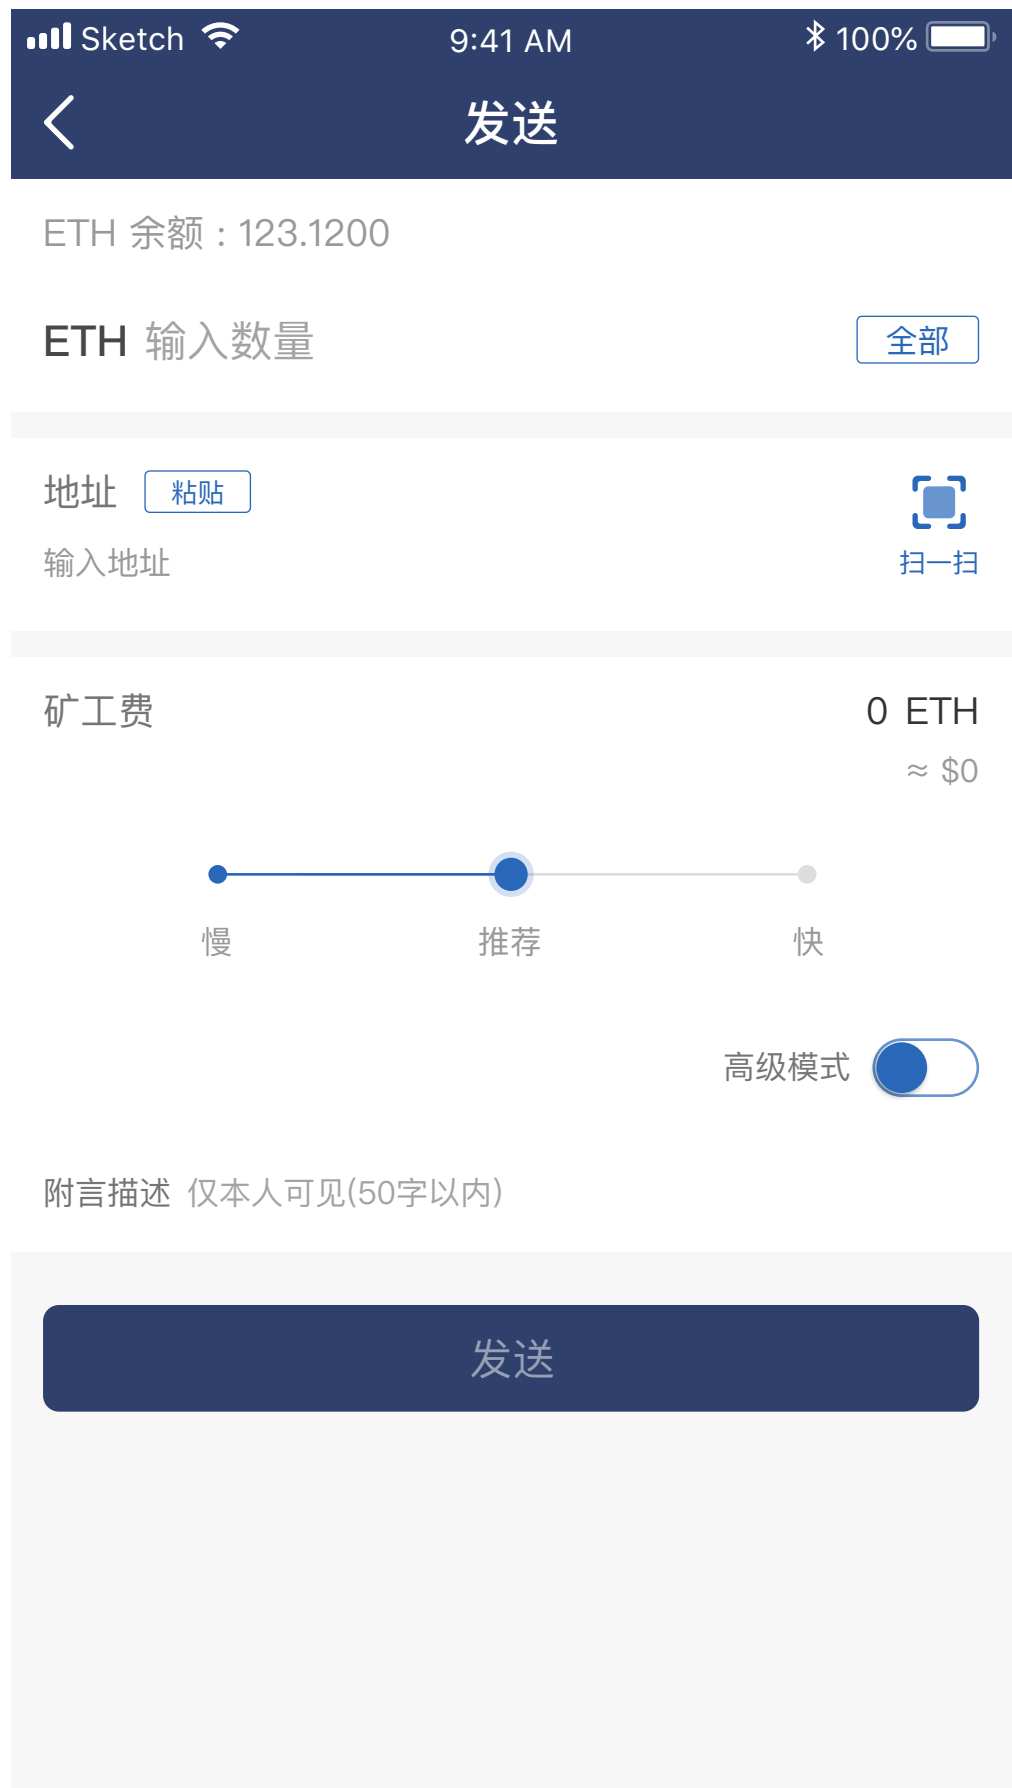 Sketch 9:41 AM 100%
发送
ETH 余额：123.1200
ETH 输入数量 全部
地址 粘贴
输入地址 扫一扫
矿工费 0 ETH
≈ $0
慢 推荐 快
高级模式
附言描述 仅本人可见(50字以内)
发送